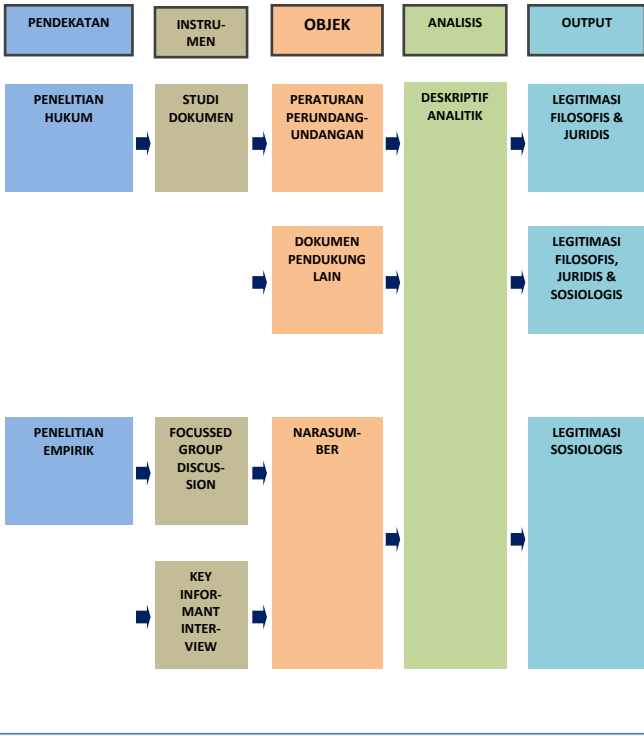 PENDEKATAN
INSTRU-
MEN
OBJEK
ANALISIS
OUTPUT
PENELITIAN
HUKUM
STUDI
DOKUMEN
PERATURAN
PERUNDANG-
UNDANGAN
DESKRIPTIF
ANALITIK
LEGITIMASI
FILOSOFIS &
JURIDIS
DOKUMEN
PENDUKUNG
LAIN
LEGITIMASI
FILOSOFIS,
JURIDIS &
SOSIOLOGIS
PENELITIAN
EMPIRIK
FOCUSSED
GROUP
DISCUS-
SION
NARASUM-
BER
LEGITIMASI
SOSIOLOGIS
KEY
INFOR-
MANT
INTER-
VIEW